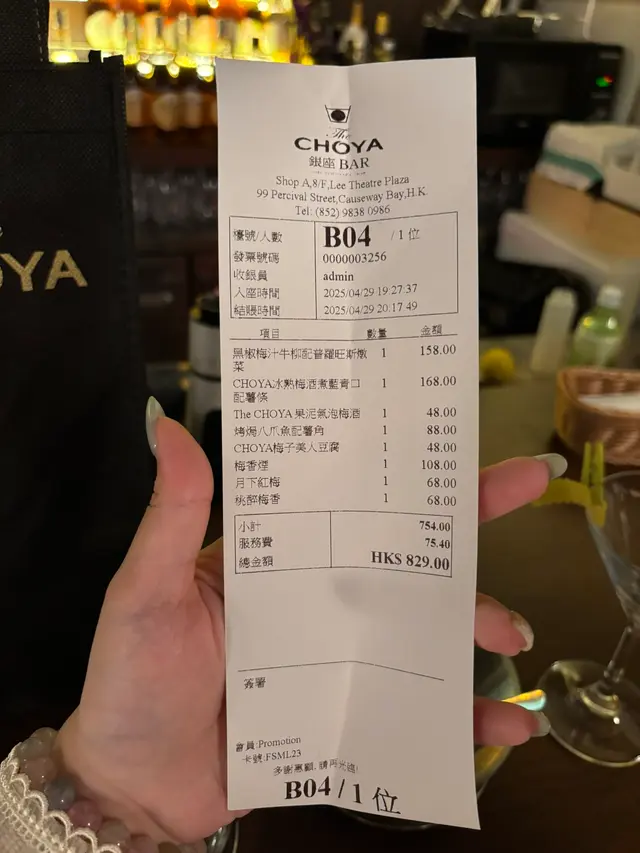 The
CHOYA
銀座 BAR
Shop A,8/F,Lee Theatre Plaza
99 Percival Street,Causeway Bay,H.K
Tel: (852) 9838 0986
檯號/人數 B04 / 1 位
發票號碼 0000003256
收銀員 admin
入座時間 2025/04/29 19:27:37
結賬時間 2025/04/29 20:17:49
項目 數量 金額
黑椒梅汁牛柳配普羅旺斯燉 1 158.00
菜
CHOYA冰熟梅酒煮藍青口 1 168.00
配薯條
The CHOYA 果泥氣泡梅酒 1 48.00
烤焗八爪魚配薯角 1 88.00
CHOYA梅子美人豆腐 1 48.00
梅香煙 1 108.00
月下紅梅 1 68.00
桃醉梅香 1 68.00
小計 754.00
服務費 75.40
總金額 HK$ 829.00
簽署
會員:Promotion
卡號:FSML23
多謝惠顧, 請再光臨!
B04 / 1 位
OYA